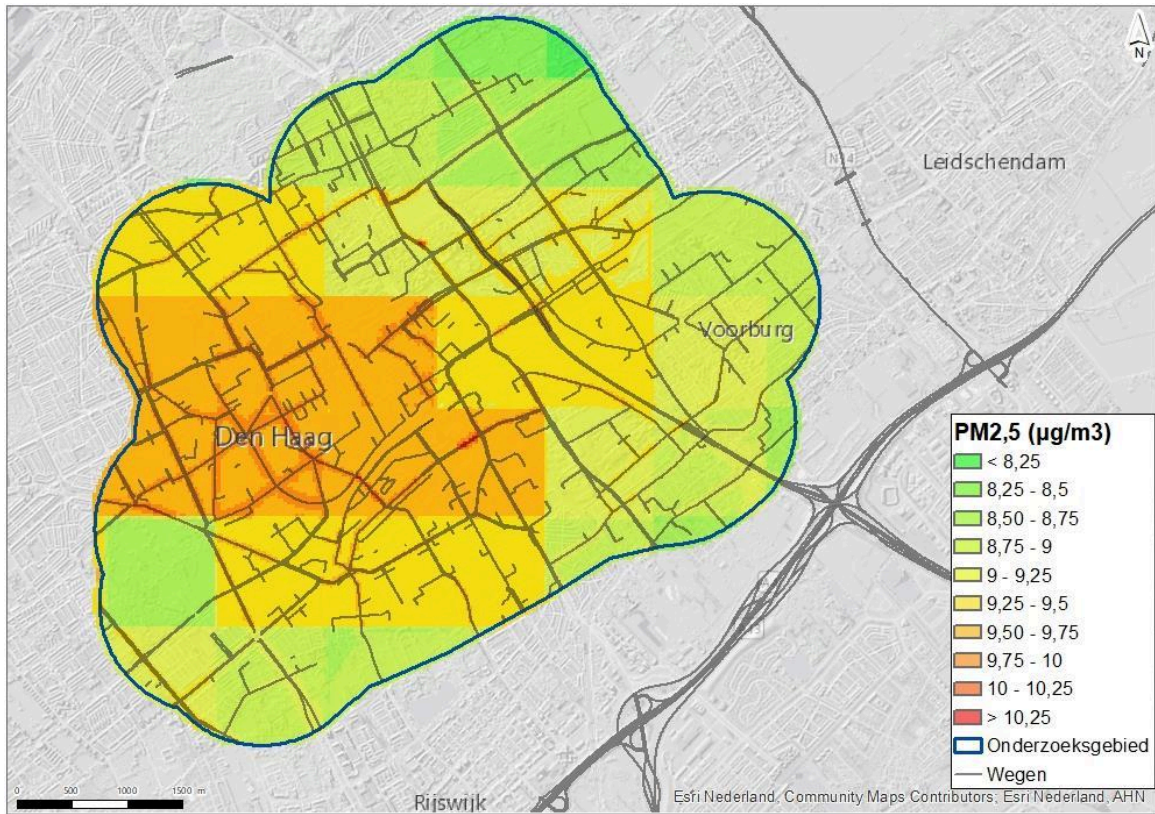 N
N14
Leidschendam
Voorburg
Den Haag
PM2,5 (µg/m3)
< 8,25
8,25 - 8,5
8,50 - 8,75
8,75 - 9
9 - 9,25
9,25 - 9,5
9,50 - 9,75
9,75 - 10
10 - 10,25
> 10,25
Onderzoeksgebied
Wegen
0 500 1000 1500 m
Rijswijk
Esri Nederland, Community Maps Contributors; Esri Nederland, AHN